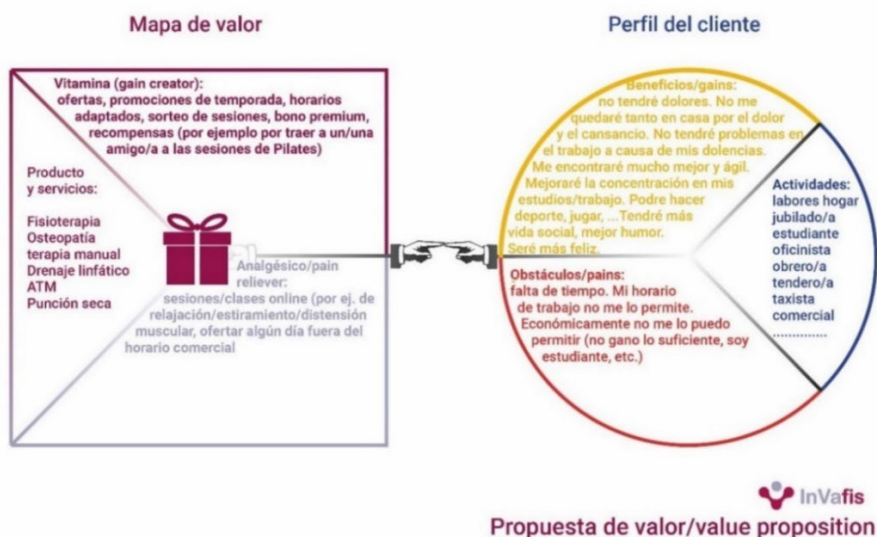 Mapa de valor
Vitamina (gain creator):
ofertas, promociones de temporada, horarios
adaptados, sorteo de sesiones, bono premium,
recompensas (por ejemplo por traer a un/una
amigo/a a las sesiones de Pilates)
Producto
y servicios:
Fisioterapia
Osteopatía
terapia manual
Drenaje linfático
ATM
Punción seca
Analgésico/pain
reliever:
sesiones/clases online (por ej. de
relajación/estiramiento/distensión
muscular, ofertar algún día fuera del
horario comercial
Perfil del cliente
Beneficios/gains:
no tendré dolores. No me
quedaré tanto en casa por el dolor
y el cansancio. No tendré problemas en
el trabajo a causa de mis dolencias.
Me encontraré mucho mejor y ágil.
Mejoraré la concentración en mis
estudios/trabajo. Podre hacer
deporte, jugar, ...Tendré más
vida social, mejor humor.
Seré más feliz.
Actividades:
labores hogar
jubilado/a
estudiante
oficinista
obrero/a
tendero/a
taxista
comercial
..............
Obstáculos/pains:
falta de tiempo. Mi horario
de trabajo no me lo permite.
Económicamente no me lo puedo
permitir (no gano lo suficiente, soy
estudiante, etc.)
InVafis
Propuesta de valor/value proposition